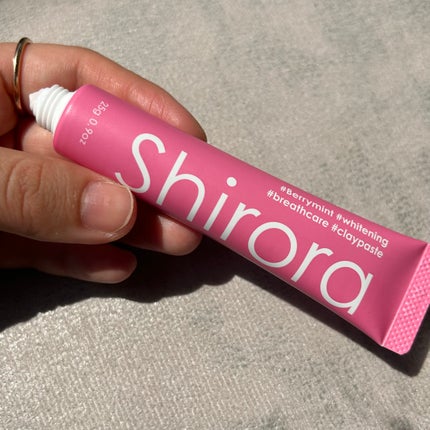 Shirora
#Berrymint #whitening
#breathcare #claypaste
25g 0.9oz